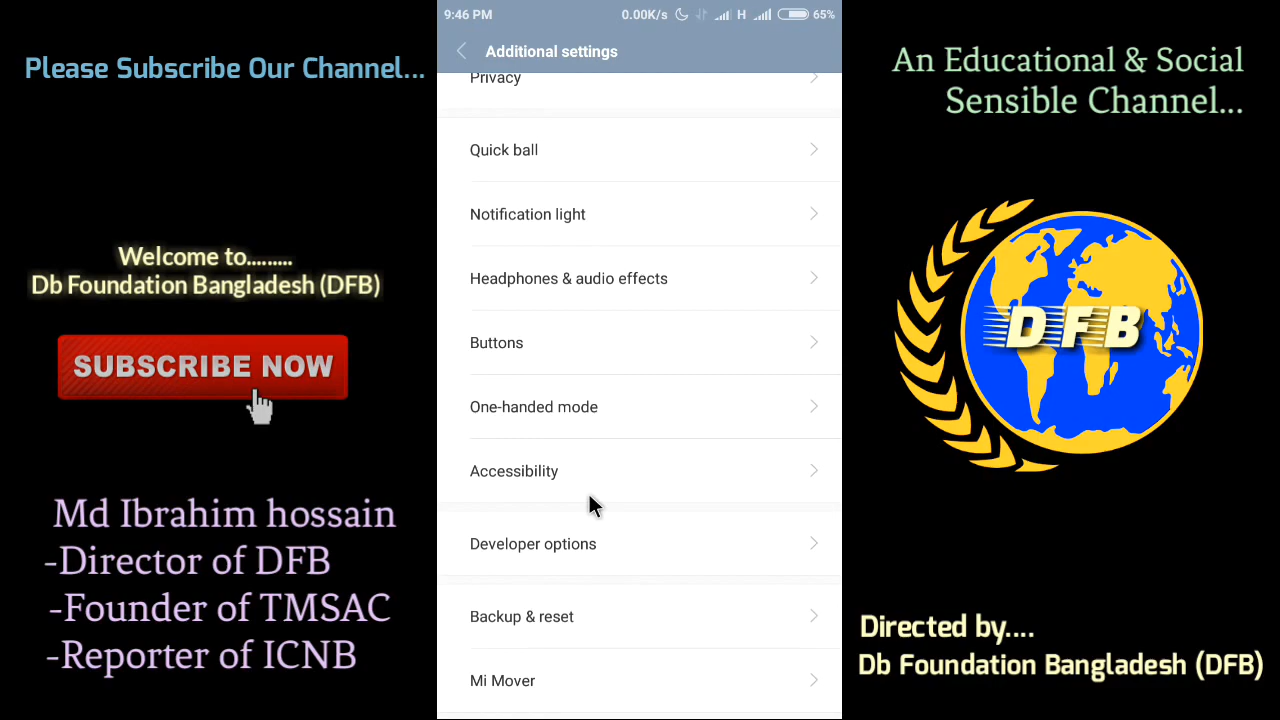 Please Subscribe Our Channel...
Welcome to.........
Db Foundation Bangladesh (DFB)
SUBSCRIBE NOW
Md Ibrahim hossain
-Director of DFB
-Founder of TMSAC
-Reporter of ICNB
9:46 PM 0.00K/s H 65%
Additional settings
Privacy
Quick ball
Notification light
Headphones & audio effects
Buttons
One-handed mode
Accessibility
Developer options
Backup & reset
Mi Mover
An Educational & Social
Sensible Channel...
DFB
Directed by....
Db Foundation Bangladesh (DFB)